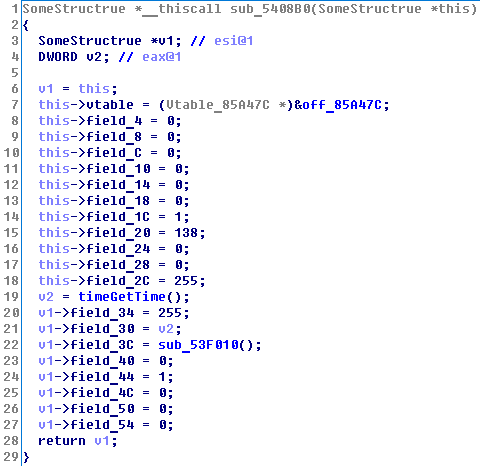 1 SomeStructrue *__thiscall sub_5408B0(SomeStructrue *this)
2 {
3 SomeStructrue *v1; // esi@1
4 DWORD v2; // eax@1
5
6 v1 = this;
7 this->vtable = (Vtable_85A47C *)&off_85A47C;
8 this->field_4 = 0;
9 this->field_8 = 0;
10 this->field_C = 0;
11 this->field_10 = 0;
12 this->field_14 = 0;
13 this->field_18 = 0;
14 this->field_1C = 1;
15 this->field_20 = 138;
16 this->field_24 = 0;
17 this->field_28 = 0;
18 this->field_2C = 255;
19 v2 = timeGetTime();
20 v1->field_34 = 255;
21 v1->field_30 = v2;
22 v1->field_3C = sub_53F010();
23 v1->field_40 = 0;
24 v1->field_44 = 1;
25 v1->field_4C = 0;
26 v1->field_50 = 0;
27 v1->field_54 = 0;
28 return v1;
29 }